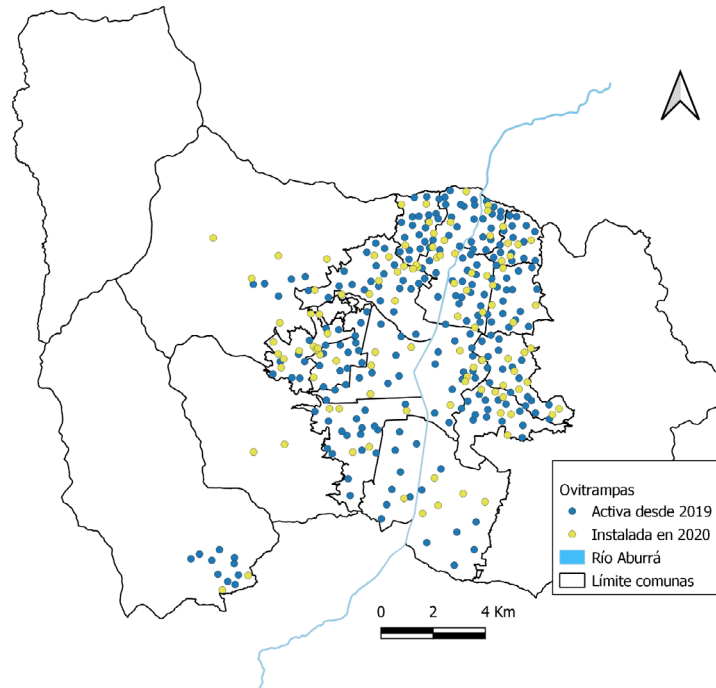 Ovitrampas
Activa desde 2019
Instalada en 2020
Río Aburrá
Límite comunas
0 2 4 Km